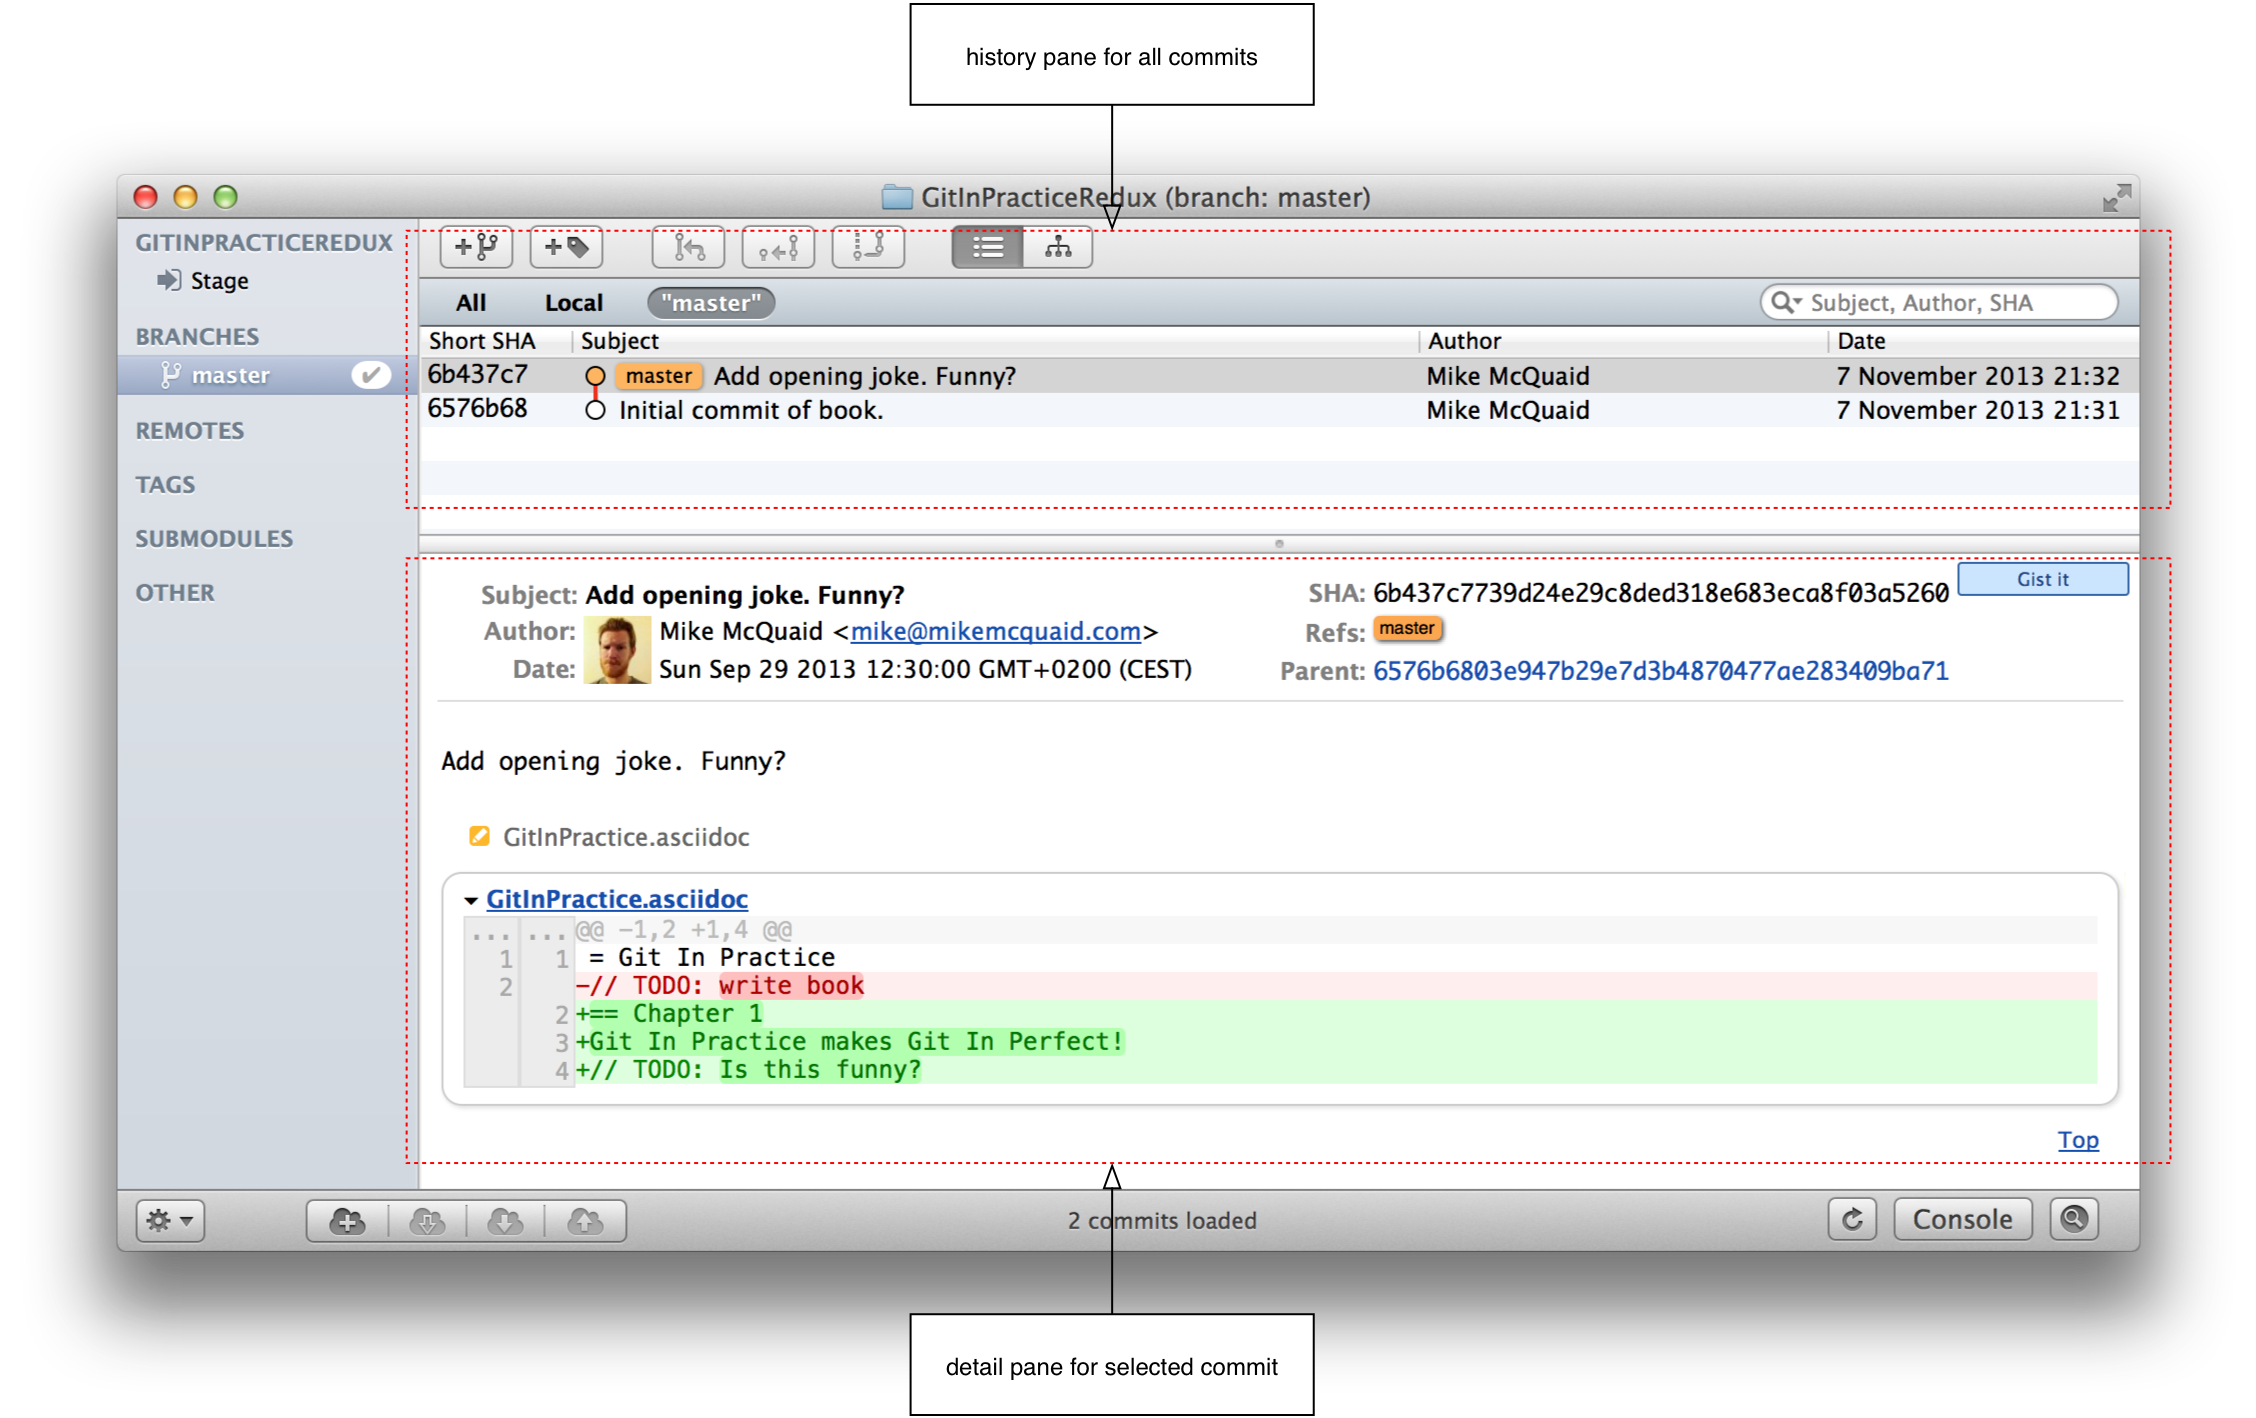 history pane for all commits
GitInPracticeRedux (branch: master)
GITINPRACTICEREDUX
Stage
BRANCHES
master
REMOTES
TAGS
SUBMODULES
OTHER
All Local "master" Subject, Author, SHA
Short SHA Subject Author Date
6b437c7 master Add opening joke. Funny? Mike McQuaid 7 November 2013 21:32
6576b68 Initial commit of book. Mike McQuaid 7 November 2013 21:31
Subject: Add opening joke. Funny?
Author: Mike McQuaid <mike@mikemcquaid.com>
Date: Sun Sep 29 2013 12:30:00 GMT+0200 (CEST)
SHA: 6b437c7739d24e29c8ded318e683eca8f03a5260
Gist it
Refs: master
Parent: 6576b6803e947b29e7d3b4870477ae283409ba71
Add opening joke. Funny?
GitInPractice.asciidoc
GitInPractice.asciidoc
... ... @@ -1,2 +1,4 @@
1 1 = Git In Practice
2 -// TODO: write book
2 +== Chapter 1
3 +Git In Practice makes Git In Perfect!
4 +// TODO: Is this funny?
Top
2 commits loaded
Console
detail pane for selected commit